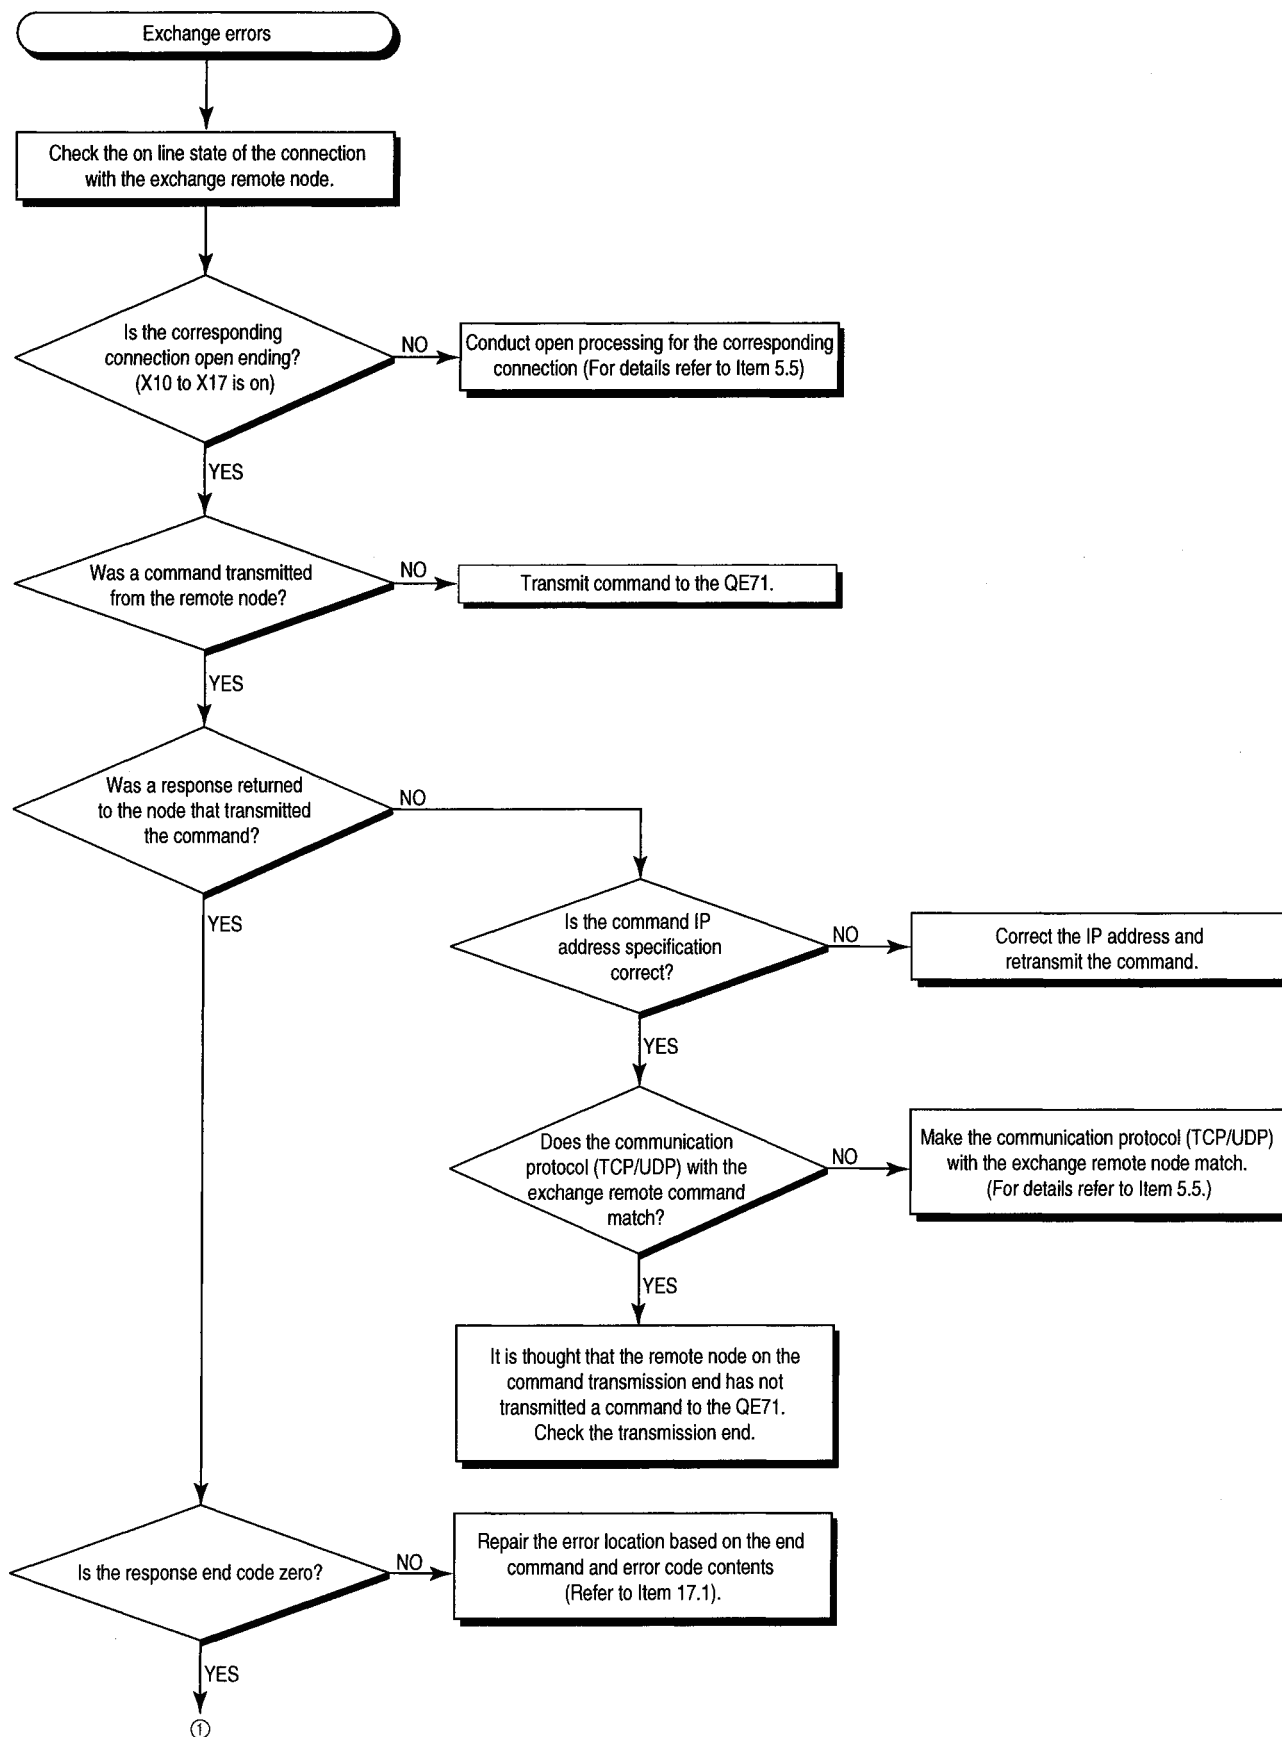 Exchange errors
Check the on line state of the connection
with the exchange remote node.
Is the corresponding
connection open ending?
(X10 to X17 is on)
NO
Conduct open processing for the corresponding
connection (For details refer to Item 5.5)
YES
Was a command transmitted
from the remote node?
NO
Transmit command to the QE71.
YES
Was a response returned
to the node that transmitted
the command?
NO
YES
Is the command IP
address specification
correct?
NO
Correct the IP address and
retransmit the command.
YES
Does the communication
protocol (TCP/UDP) with the
exchange remote command
match?
NO
Make the communication protocol (TCP/UDP)
with the exchange remote node match.
(For details refer to Item 5.5.)
YES
It is thought that the remote node on the
command transmission end has not
transmitted a command to the QE71.
Check the transmission end.
Is the response end code zero?
NO
Repair the error location based on the end
command and error code contents
(Refer to Item 17.1).
YES
①